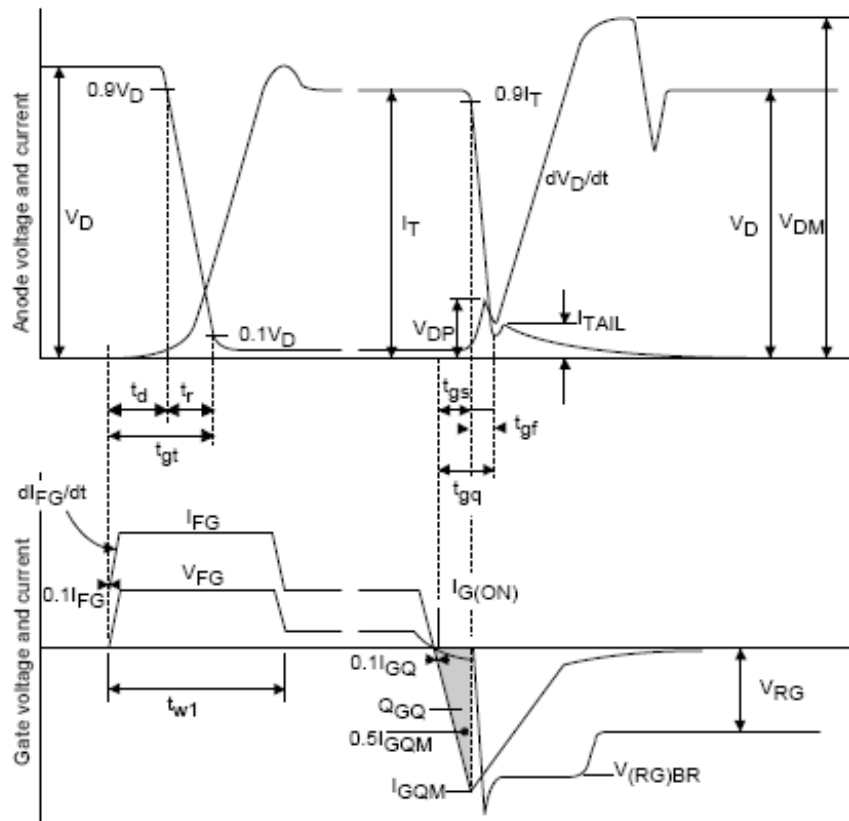 Anode voltage and current
0.9V_D
V_D
0.1V_D
I_T
0.9I_T
dV_D/dt
V_D
V_DM
V_DP
I_TAIL
t_d
t_r
t_gt
t_gs
t_gf
t_gq
Gate voltage and current
dI_FG/dt
I_FG
V_FG
0.1I_FG
I_G(ON)
t_w1
0.1I_GQ
Q_GQ
0.5I_GQM
I_GQM
V_RG
V_(RG)BR